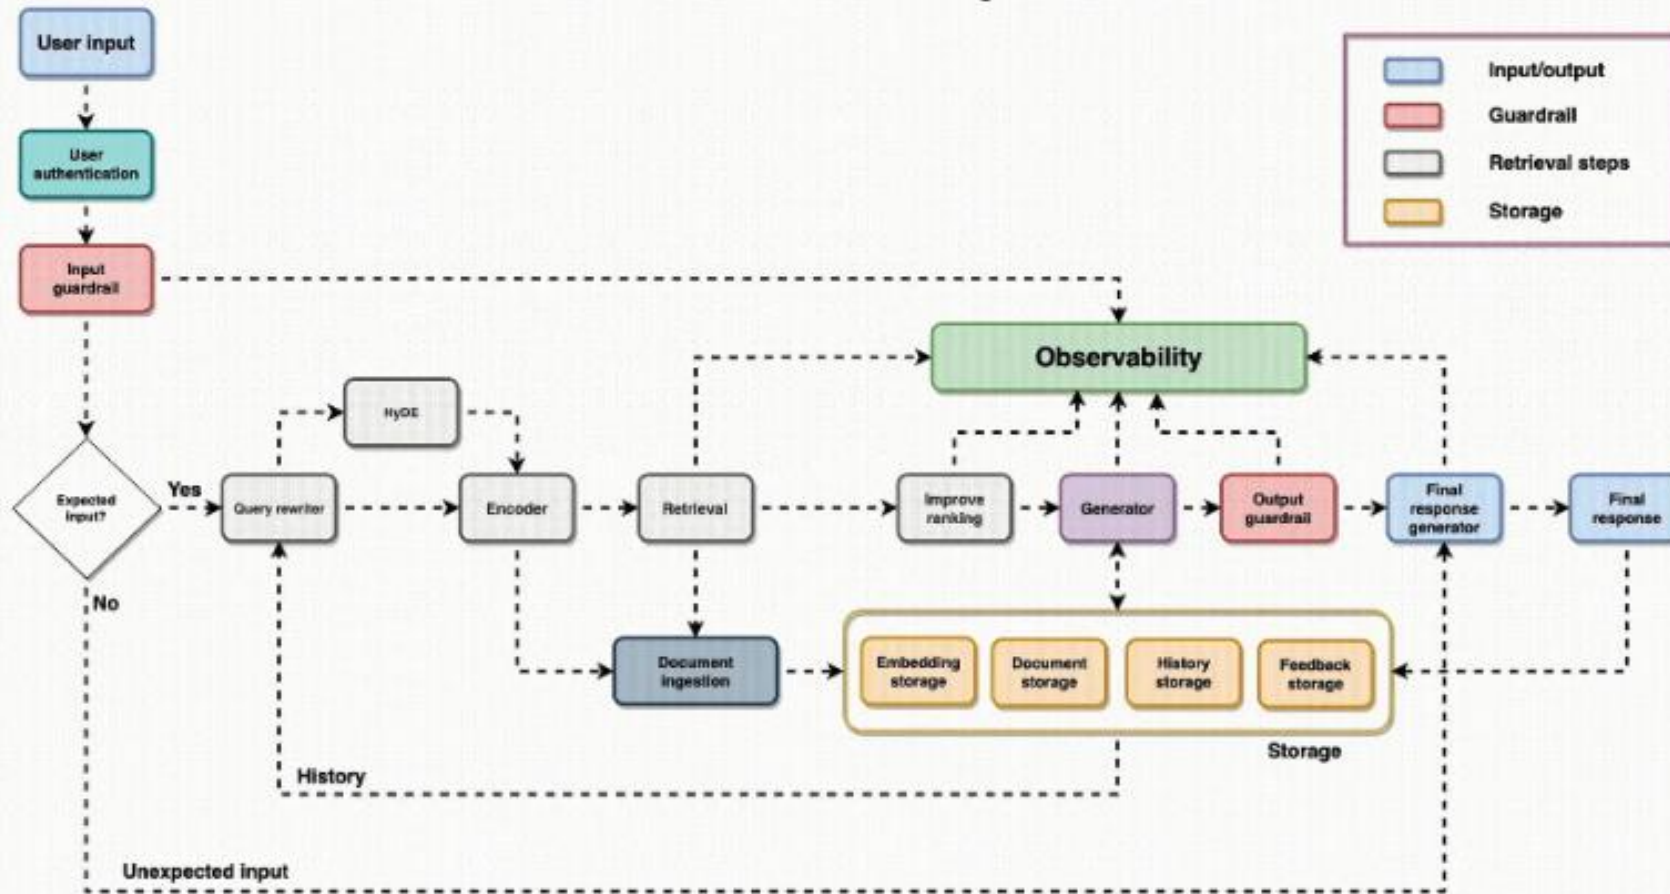 User input
Input/output
Guardrail
Retrieval steps
Storage
User
authentication
Input
guardrail
Observability
HyDE
Expected
input?
Yes
Query rewriter
Encoder
Retrieval
Improve
ranking
Generator
Output
guardrail
Final
response
generator
Final
response
No
Document
ingestion
Embedding
storage
Document
storage
History
storage
Feedback
storage
Storage
History
Unexpected input